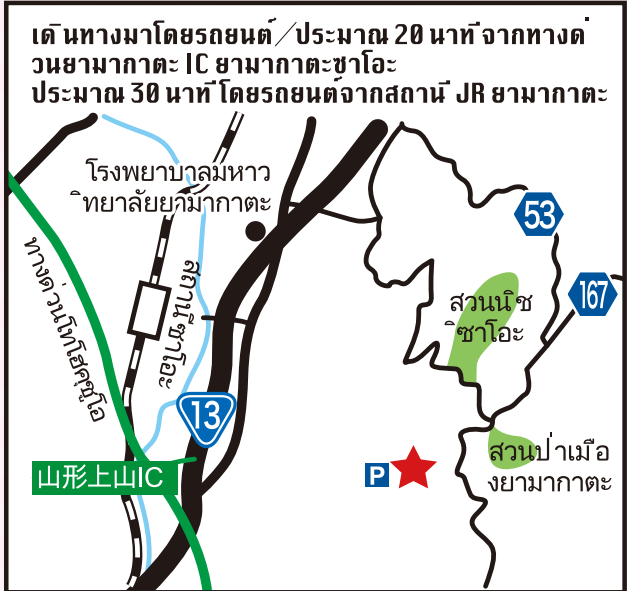 เดินทางมาโดยรถยนต์/ประมาณ 20 นาทีจากทางด่
วนยามากาตะ IC ยามากาตะซาโอะ
ประมาณ 30 นาทีโดยรถยนต์จากสถานี JR ยามากาตะ
โรงพยาบาลมหาว
ิทยาลัยยามากาตะ
53
167
สถานีซาโอะ
ทางด่วนโทโฮคุชูโอ
สวนนิช
ิซาโอะ
13
สวนป่าเมือ
งยามากาตะ
P
山形上山IC